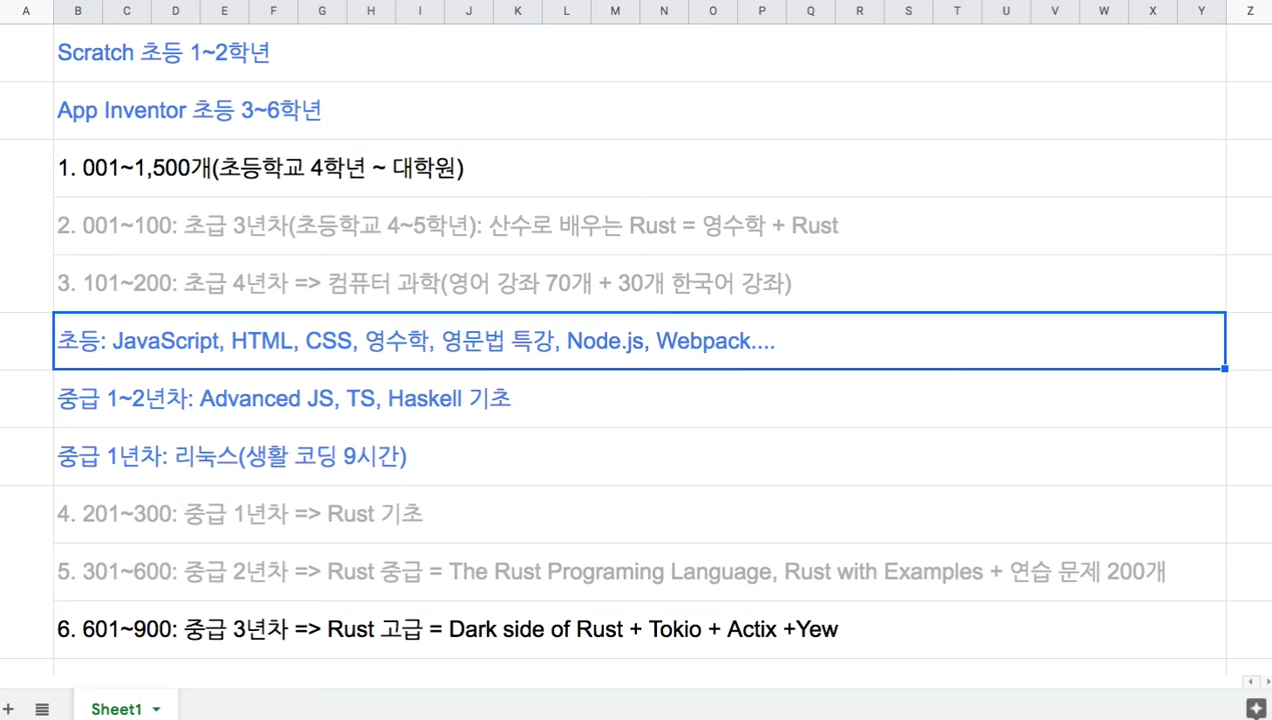 A B C D E F G H I J K L M N O P Q R S T U V W X Y Z
Scratch 초등 1~2학년
App Inventor 초등 3~6학년
1. 001~1,500개(초등학교 4학년 ~ 대학원)
2. 001~100: 초급 3년차(초등학교 4~5학년): 산수로 배우는 Rust = 영수학 + Rust
3. 101~200: 초급 4년차 => 컴퓨터 과학(영어 강좌 70개 + 30개 한국어 강좌)
초등: JavaScript, HTML, CSS, 영수학, 영문법 특강, Node.js, Webpack....
중급 1~2년차: Advanced JS, TS, Haskell 기초
중급 1년차: 리눅스(생활 코딩 9시간)
4. 201~300: 중급 1년차 => Rust 기초
5. 301~600: 중급 2년차 => Rust 중급 = The Rust Programing Language, Rust with Examples + 연습 문제 200개
6. 601~900: 중급 3년차 => Rust 고급 = Dark side of Rust + Tokio + Actix +Yew
Sheet1